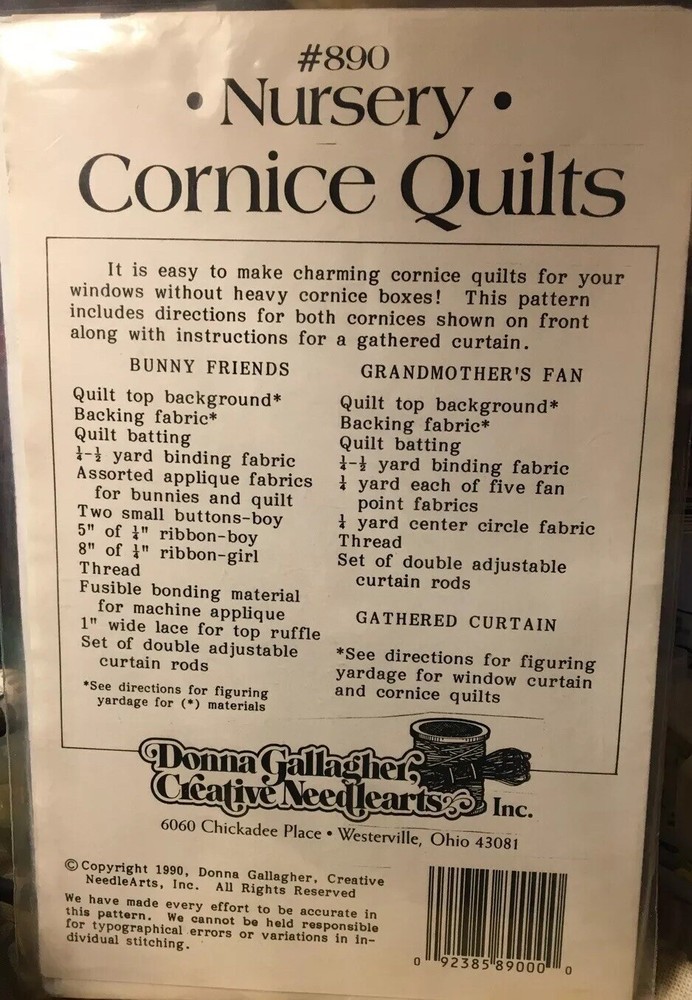 #890
• Nursery •
Cornice Quilts
It is easy to make charming cornice quilts for your
windows without heavy cornice boxes! This pattern
includes directions for both cornices shown on front
along with instructions for a gathered curtain.
BUNNY FRIENDS
Quilt top background*
Backing fabric*
Quilt batting
¼-½ yard binding fabric
Assorted applique fabrics
for bunnies and quilt
Two small buttons-boy
5" of ¼" ribbon-boy
8" of ¼" ribbon-girl
Thread
Fusible bonding material
for machine applique
1" wide lace for top ruffle
Set of double adjustable
curtain rods
*See directions for figuring
yardage for (*) materials
GRANDMOTHER'S FAN
Quilt top background*
Backing fabric*
Quilt batting
¼-½ yard binding fabric
¼ yard each of five fan
point fabrics
¼ yard center circle fabric
Thread
Set of double adjustable
curtain rods
GATHERED CURTAIN
*See directions for figuring
yardage for window curtain
and cornice quilts
Donna Gallagher
Creative Needlearts Inc.
6060 Chickadee Place • Westerville, Ohio 43081
© Copyright 1990, Donna Gallagher, Creative
NeedleArts, Inc. All Rights Reserved
We have made every effort to be accurate in
this pattern. We cannot be held responsible
for typographical errors or variations in in-
dividual stitching.
0 92385 89000 0